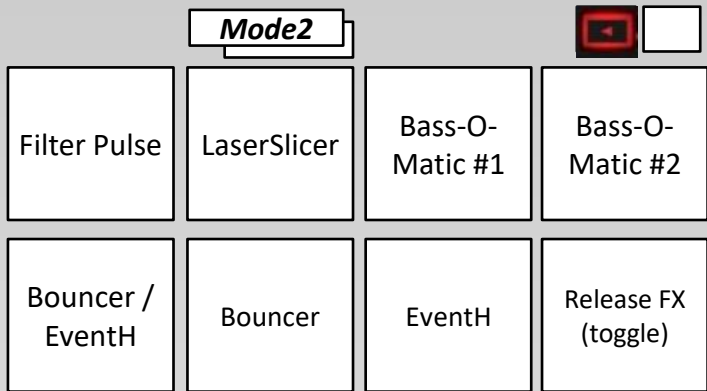 Mode2
Filter Pulse
LaserSlicer
Bass-O-
Matic #1
Bass-O-
Matic #2
Bouncer /
EventH
Bouncer
EventH
Release FX
(toggle)